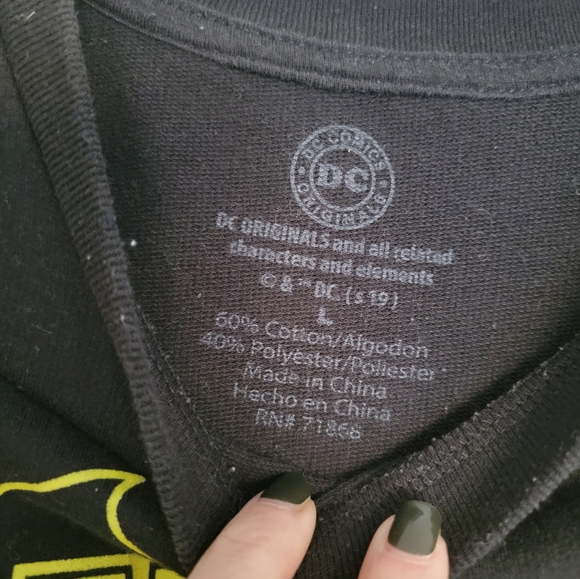 DC COMICS
DC
ORIGINALS
DC ORIGINALS and all related
characters and elements
© & ™ DC. (s 19)
L
60% Cotton/Algodon
40% Polyester/Poliester
Made in China
Hecho en China
RN# 71868